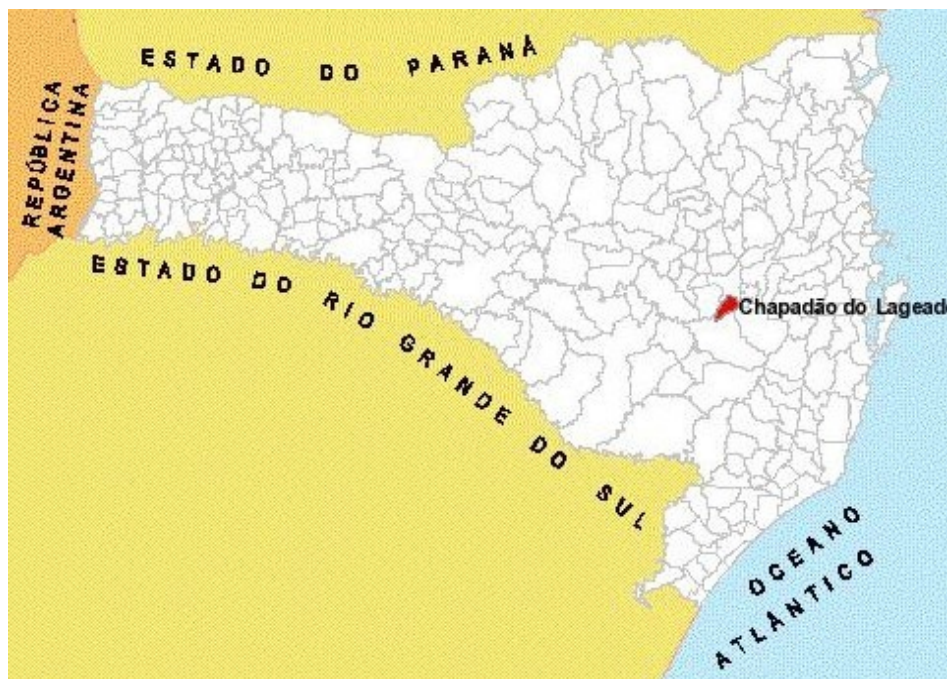 ESTADO DO PARANÁ
REPÚBLICA
ARGENTINA
ESTADO DO RIO GRANDE DO SUL
Chapadão do Lageado
OCEANO
ATLÂNTICO